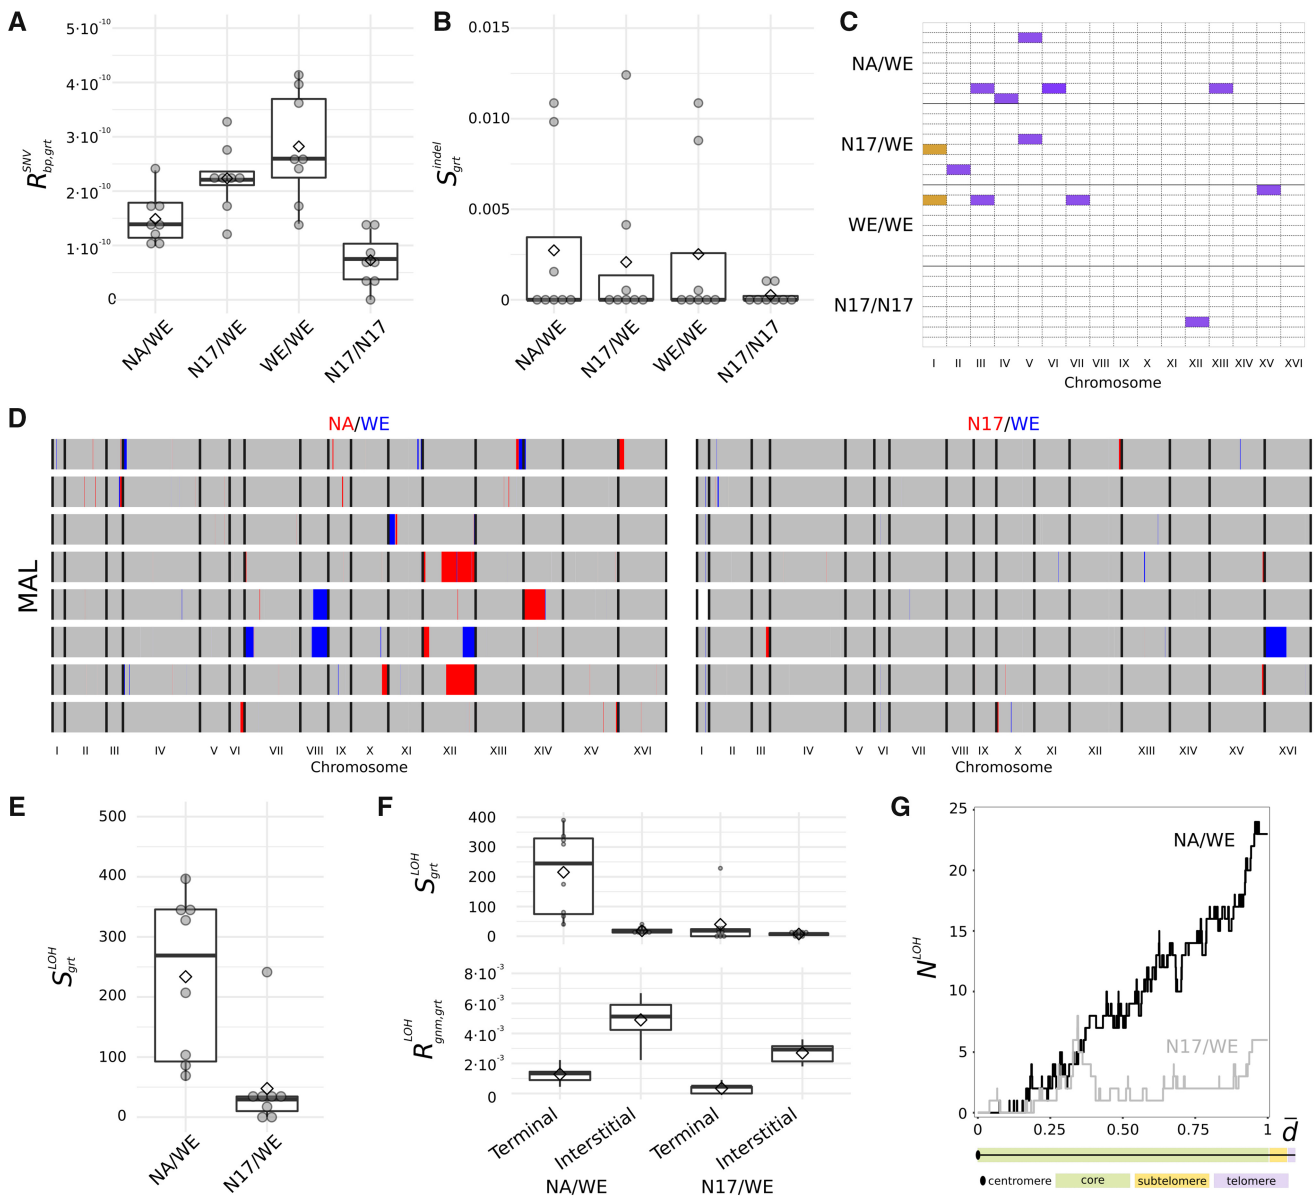 A
5·10⁻¹⁰
4·10⁻¹⁰
3·10⁻¹⁰
2·10⁻¹⁰
1·10⁻¹⁰
0
R SNV bp,grt
NA/WE
N17/WE
WE/WE
N17/N17
B
0.015
0.010
0.005
0
S indel grt
NA/WE
N17/WE
WE/WE
N17/N17
C
NA/WE
N17/WE
WE/WE
N17/N17
I II III IV V VI VII VIII IX X XI XII XIII XIV XV XVI
Chromosome
D
NA/WE
N17/WE
MAL
I II III IV V VI VII VIII IX X XI XII XIII XIV XV XVI
Chromosome
I II III IV V VI VII VIII IX X XI XII XIII XIV XV XVI
Chromosome
E
500
400
300
200
100
0
S LOH grt
NA/WE
N17/WE
F
400
300
200
100
0
S LOH grt
8·10⁻³
6·10⁻³
4·10⁻³
2·10⁻³
0
R LOH gnm,grt
Terminal
Interstitial
Terminal
Interstitial
NA/WE
N17/WE
G
25
20
15
10
5
0
N LOH
NA/WE
N17/WE
0 0.25 0.50 0.75 1
d̅
centromere core subtelomere telomere